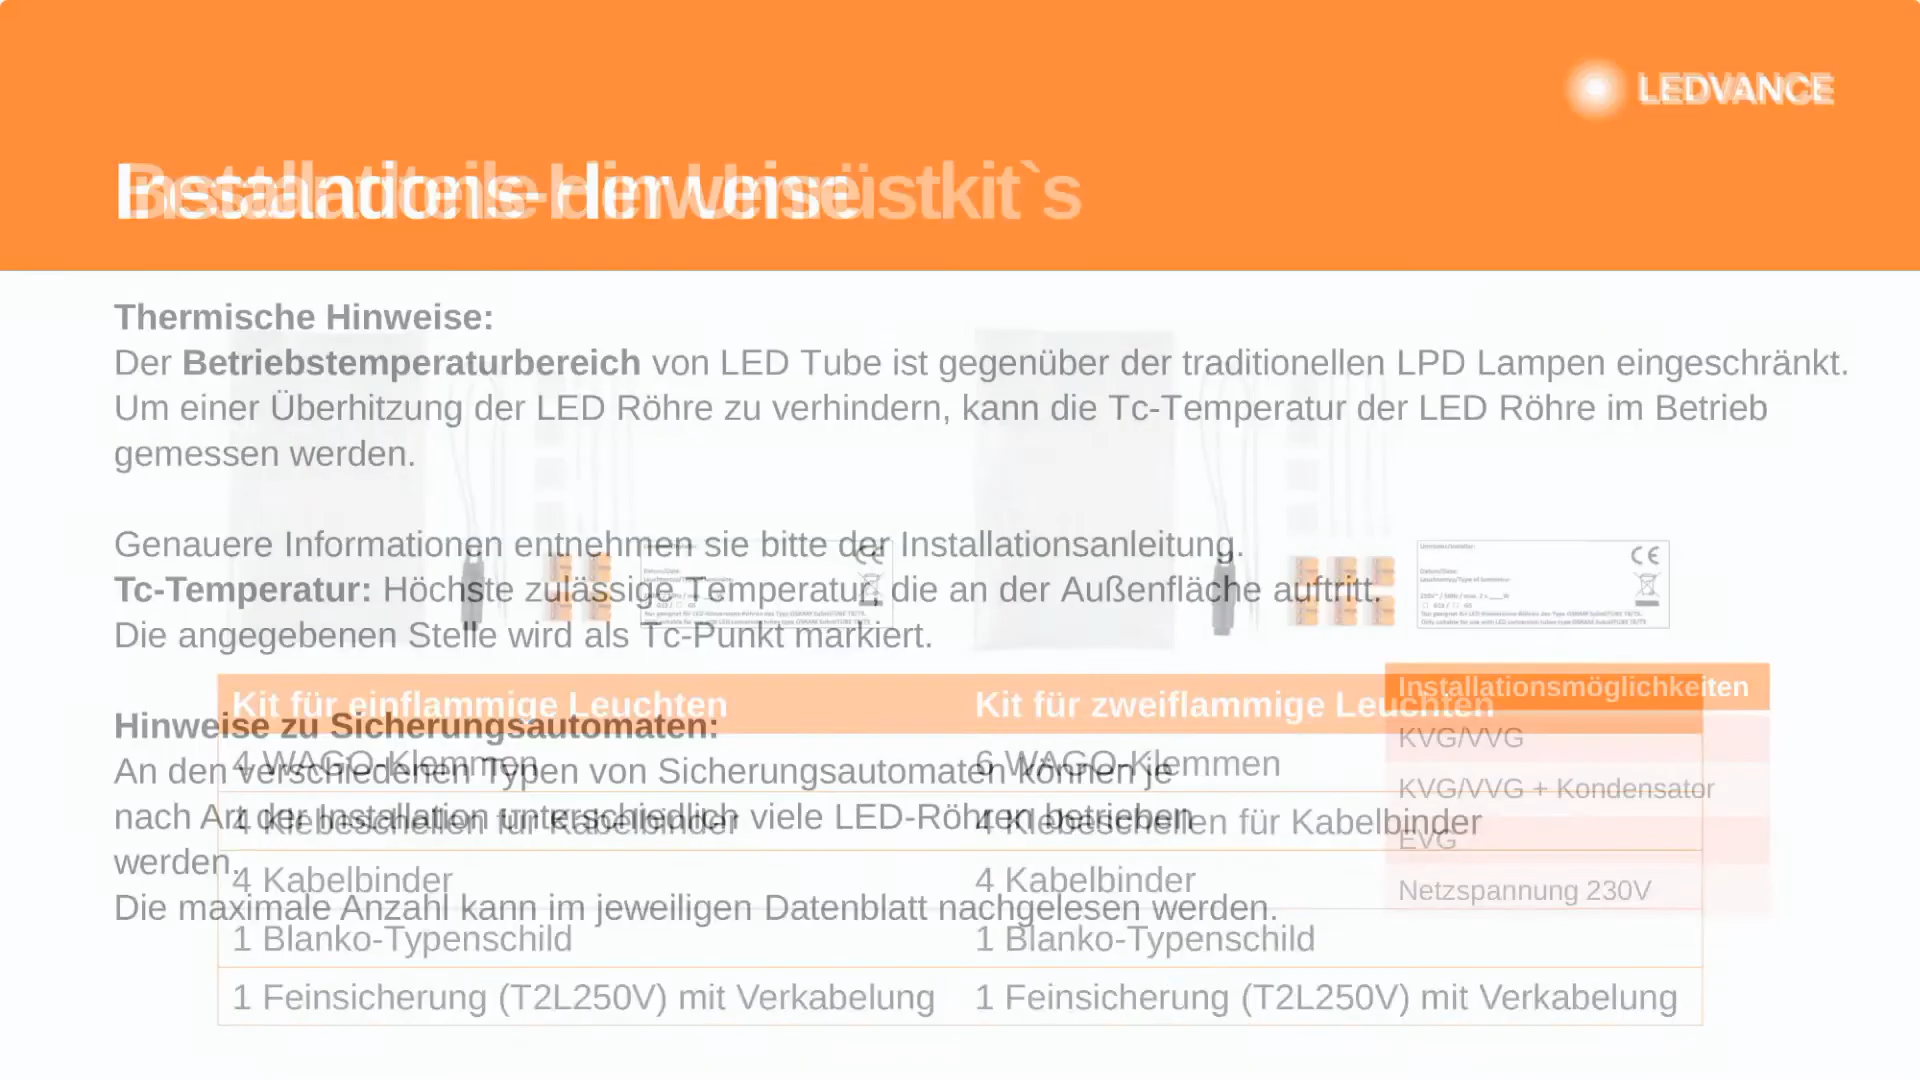 LEDVANCE
Installations-Hinweise
Bestandteile der Umrüstkit`s
Thermische Hinweise:
Der Betriebstemperaturbereich von LED Tube ist gegenüber der traditionellen LPD Lampen eingeschränkt.
Um einer Überhitzung der LED Röhre zu verhindern, kann die Tc-Temperatur der LED Röhre im Betrieb
gemessen werden.
Genauere Informationen entnehmen sie bitte der Installationsanleitung.
Tc-Temperatur: Höchste zulässige Temperatur, die an der Außenfläche auftritt.
Die angegebenen Stelle wird als Tc-Punkt markiert.
Hinweise zu Sicherungsautomaten:
An den verschiedenen Typen von Sicherungsautomaten können je
nach Art der Installation unterschiedlich viele LED-Röhren betrieben
werden.
Die maximale Anzahl kann im jeweiligen Datenblatt nachgelesen werden.
Installationsmöglichkeiten
KVG/VVG
KVG/VVG + Kondensator
EVG
Netzspannung 230V
Kit für einflammige Leuchten Kit für zweiflammige Leuchten
4 WAGO-Klemmen 6 WAGO-Klemmen
4 Klebeschellen für Kabelbinder 4 Klebeschellen für Kabelbinder
4 Kabelbinder 4 Kabelbinder
1 Blanko-Typenschild 1 Blanko-Typenschild
1 Feinsicherung (T2L250V) mit Verkabelung 1 Feinsicherung (T2L250V) mit Verkabelung